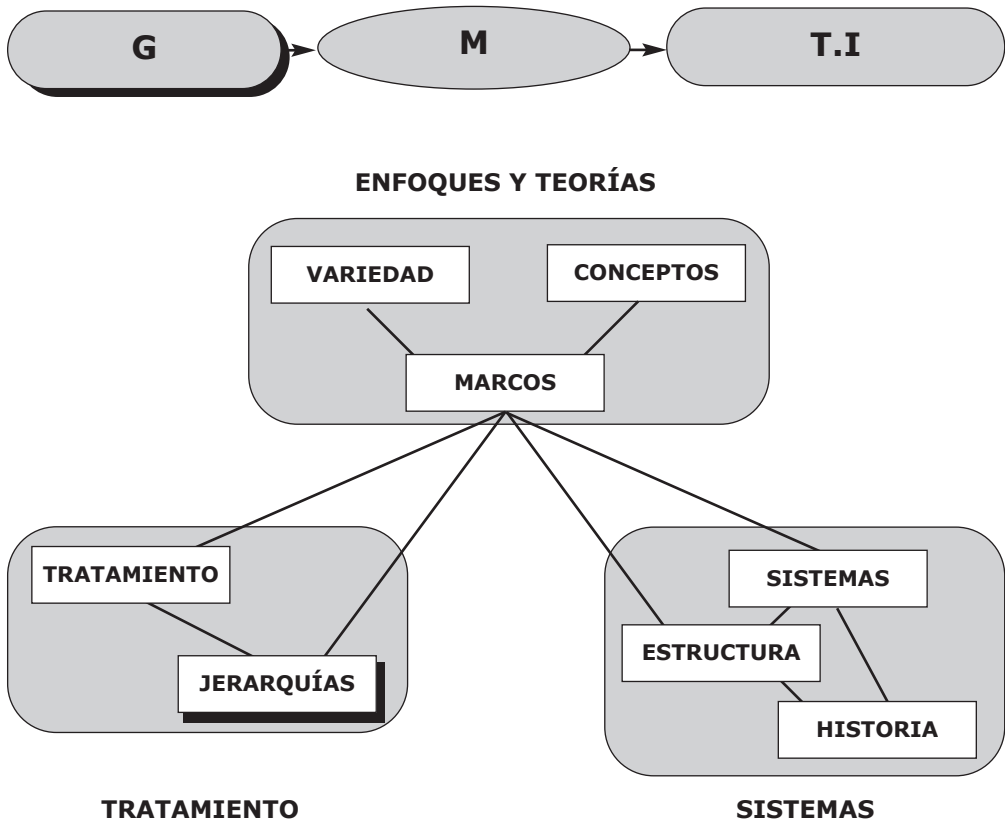 G
M
T.I
ENFOQUES Y TEORÍAS
VARIEDAD
CONCEPTOS
MARCOS
TRATAMIENTO
JERARQUÍAS
SISTEMAS
ESTRUCTURA
HISTORIA
TRATAMIENTO
SISTEMAS